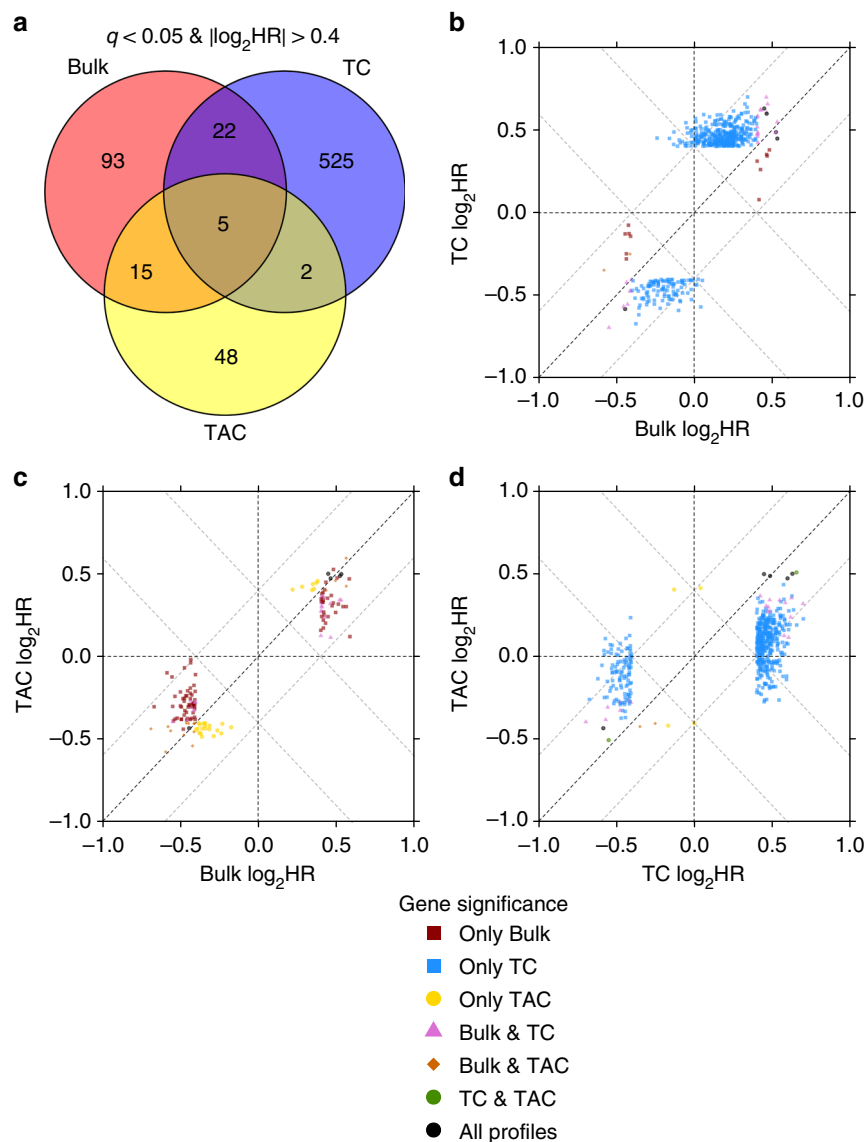 a
q < 0.05 & |log₂HR| > 0.4
Bulk
TC
22
93
525
5
15
2
48
TAC
b
1.0
0.5
0.0
−0.5
−1.0
TC log₂HR
−1.0 −0.5 0.0 0.5 1.0
Bulk log₂HR
c
1.0
0.5
0.0
−0.5
−1.0
TAC log₂HR
−1.0 −0.5 0.0 0.5 1.0
Bulk log₂HR
d
1.0
0.5
0.0
−0.5
−1.0
TAC log₂HR
−1.0 −0.5 0.0 0.5 1.0
TC log₂HR
Gene significance
Only Bulk
Only TC
Only TAC
Bulk & TC
Bulk & TAC
TC & TAC
All profiles